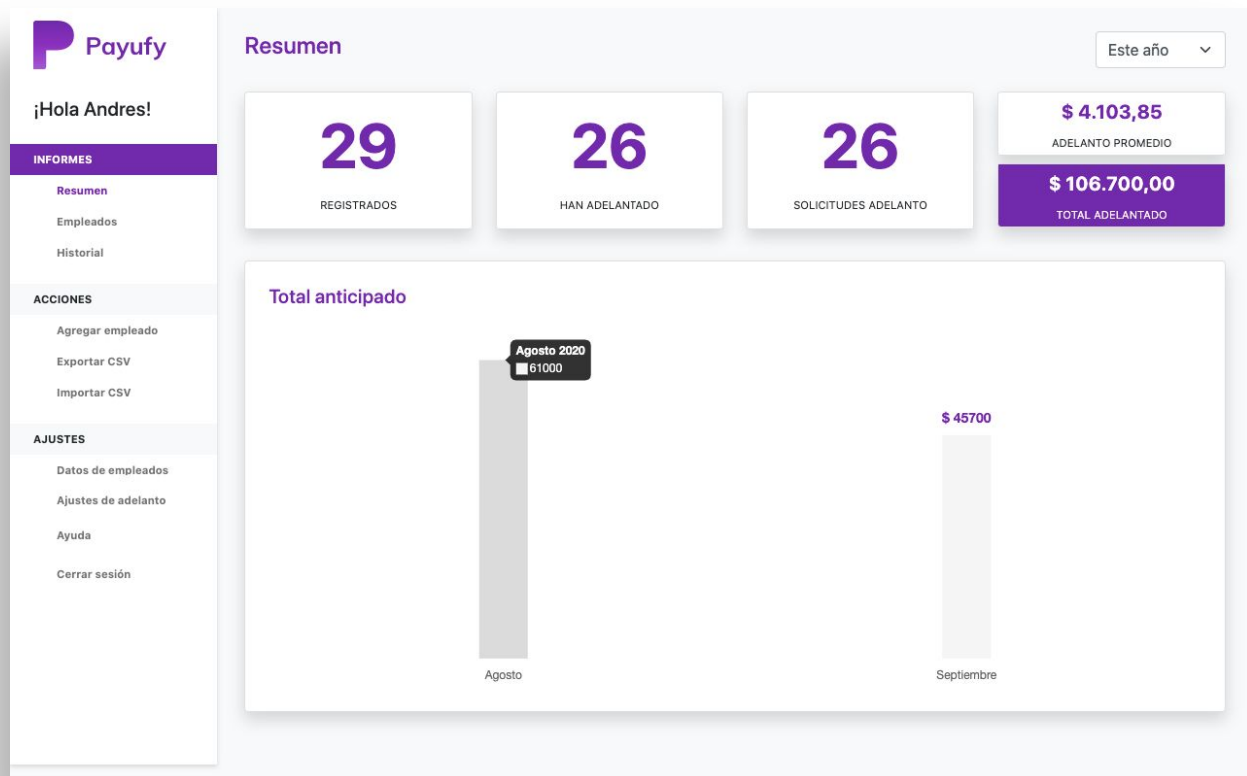 Payufy
¡Hola Andres!
INFORMES
Resumen
Empleados
Historial
ACCIONES
Agregar empleado
Exportar CSV
Importar CSV
AJUSTES
Datos de empleados
Ajustes de adelanto
Ayuda
Cerrar sesión
Resumen
Este año
29
REGISTRADOS
26
HAN ADELANTADO
26
SOLICITUDES ADELANTO
$ 4.103,85
ADELANTO PROMEDIO
$ 106.700,00
TOTAL ADELANTADO
Total anticipado
Agosto 2020
61000
$ 45700
Agosto
Septiembre